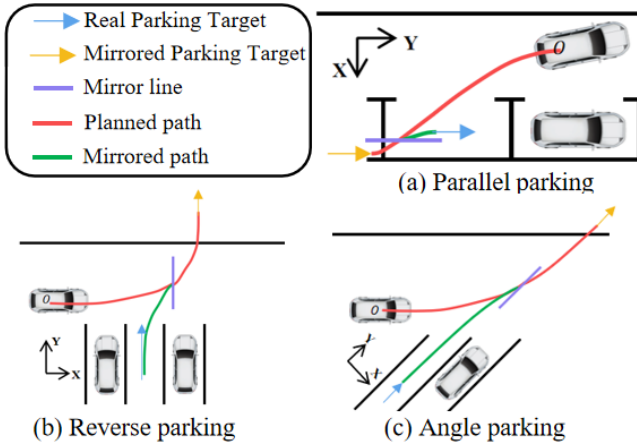 Real Parking Target
Mirrored Parking Target
Mirror line
Planned path
Mirrored path
Y
X
O
(a) Parallel parking
O
Y
X
(b) Reverse parking
O
Y
X
(c) Angle parking